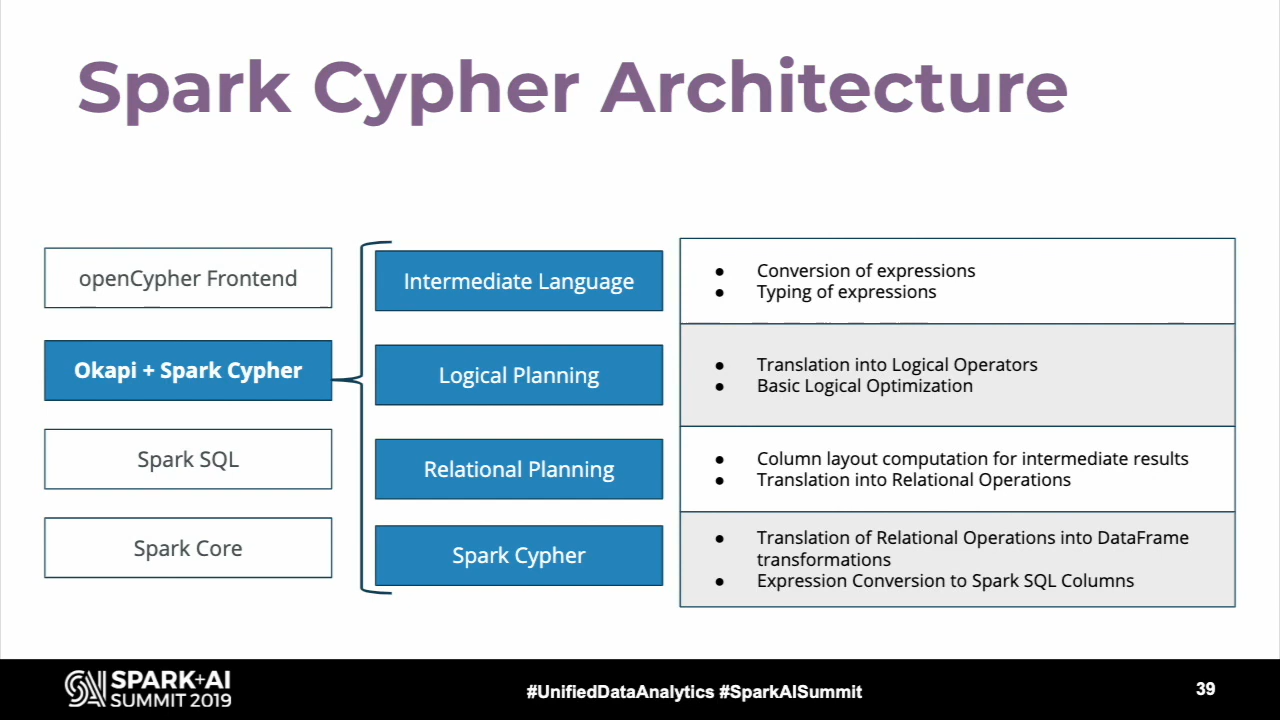 Spark Cypher Architecture
openCypher Frontend
Okapi + Spark Cypher
Spark SQL
Spark Core
Intermediate Language
Logical Planning
Relational Planning
Spark Cypher
● Conversion of expressions
● Typing of expressions
● Translation into Logical Operators
● Basic Logical Optimization
● Column layout computation for intermediate results
● Translation into Relational Operations
● Translation of Relational Operations into DataFrame
transformations
● Expression Conversion to Spark SQL Columns
SPARK+AI
SUMMIT 2019
#UnifiedDataAnalytics #SparkAISummit
39